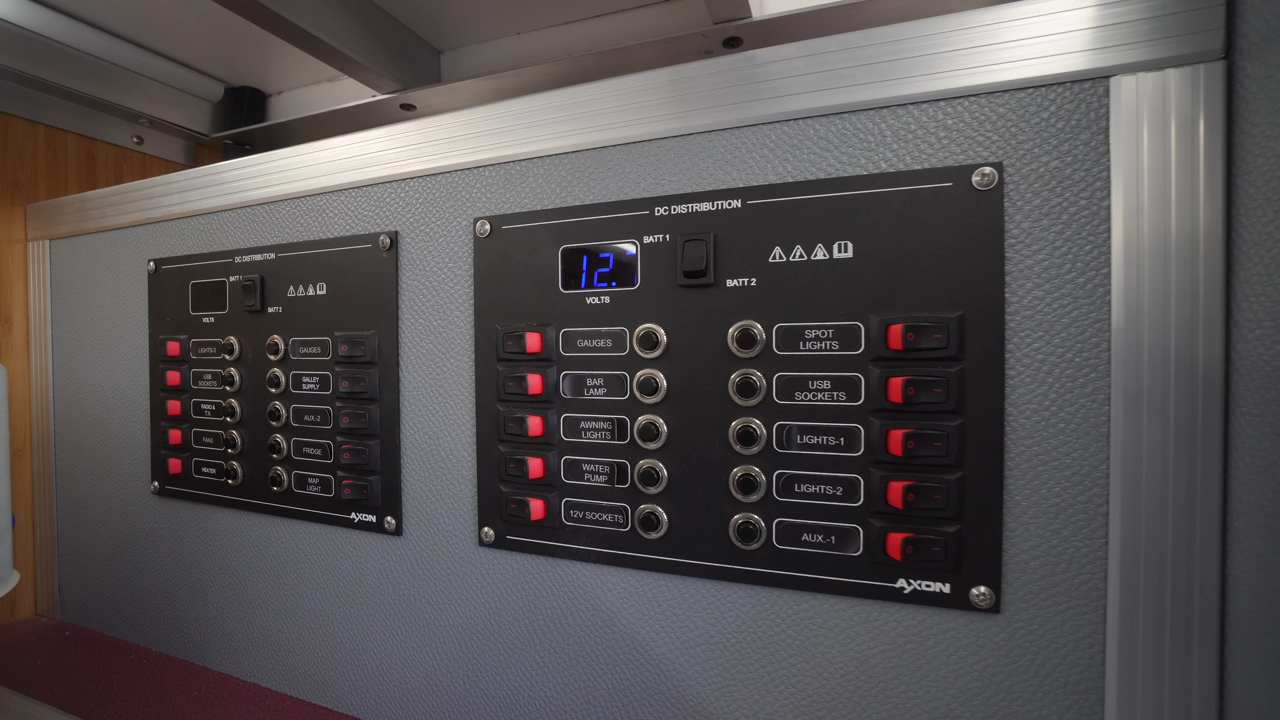 DC DISTRIBUTION
BATT 1
BATT 2
VOLTS
LIGHTS-3
USB
SOCKETS
RADIO &
T.V.
FANS
HEATER
GAUGES
GALLEY
SUPPLY
AUX.-2
FRIDGE
MAP
LIGHT
AXON
DC DISTRIBUTION
BATT 1
12.
VOLTS
BATT 2
GAUGES
BAR
LAMP
AWNING
LIGHTS
WATER
PUMP
12V SOCKETS
SPOT
LIGHTS
USB
SOCKETS
LIGHTS-1
LIGHTS-2
AUX.-1
AXON